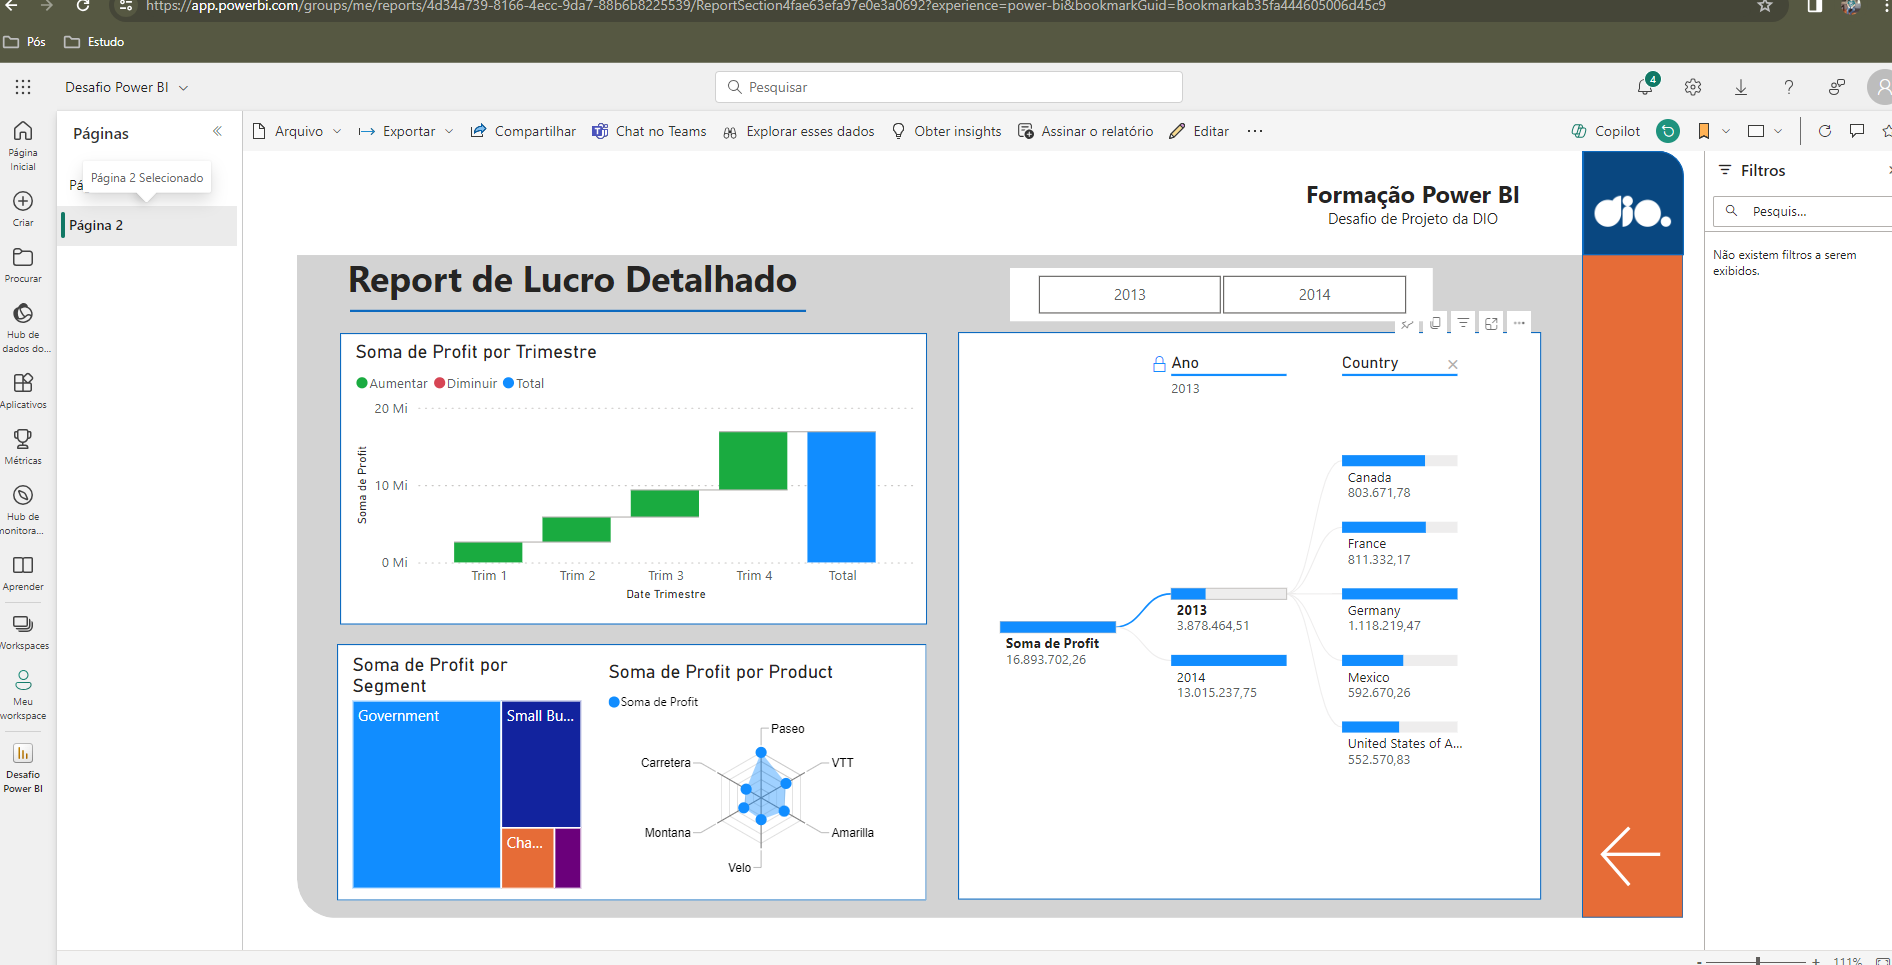 https://app.powerbi.com/groups/me/reports/4d34a739-8166-4ecc-9da7-88b6b8225539/ReportSection4fae63efa97e0e3a0692?experience=power-bi&bookmarkGuid=Bookmarkab35fa444605006d45c9
Pós
Estudo
Desafio Power BI
Pesquisar
4
Página
Inicial
Criar
Procurar
Hub de
dados do...
Aplicativos
Métricas
Hub de
monitora...
Aprender
Workspaces
Meu
workspace
Desafio
Power BI
Páginas
Página 2 Selecionado
Pá
Página 2
Arquivo
Exportar
Compartilhar
Chat no Teams
Explorar esses dados
Obter insights
Assinar o relatório
Editar
Copilot
Formação Power BI
Desafio de Projeto da DIO
dio.
Report de Lucro Detalhado
2013
2014
Soma de Profit por Trimestre
Aumentar
Diminuir
Total
20 Mi
10 Mi
0 Mi
Soma de Profit
Trim 1
Trim 2
Trim 3
Trim 4
Total
Date Trimestre
Soma de Profit por
Segment
Government
Small Bu...
Cha...
Soma de Profit por Product
Soma de Profit
Paseo
VTT
Amarilla
Velo
Montana
Carretera
Ano
2013
Country
Soma de Profit
16.893.702,26
2013
3.878.464,51
2014
13.015.237,75
Canada
803.671,78
France
811.332,17
Germany
1.118.219,47
Mexico
592.670,26
United States of A...
552.570,83
Filtros
Pesquis...
Não existem filtros a serem
exibidos.
- + 111%